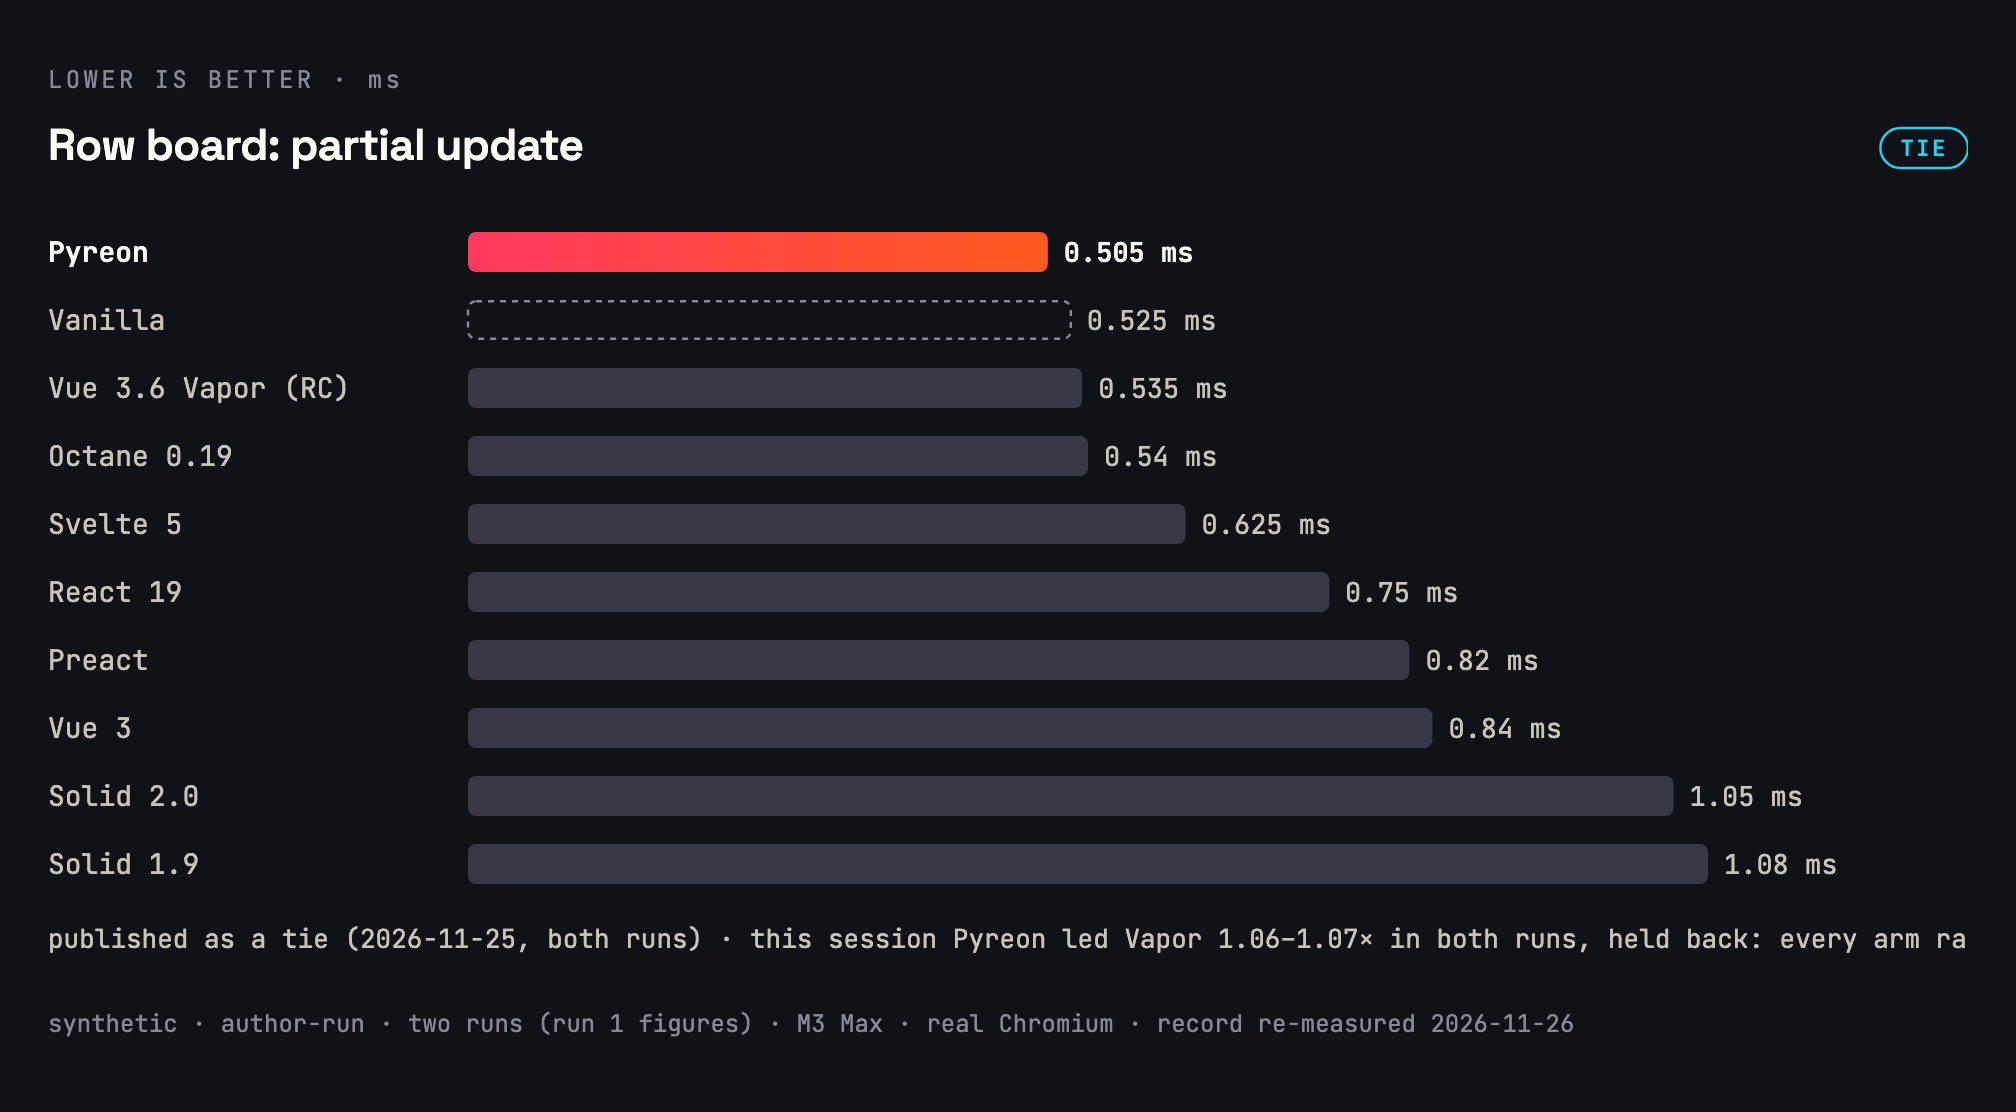 LOWER IS BETTER · ms
Row board: partial update
TIE
Pyreon 0.505 ms
Vanilla 0.525 ms
Vue 3.6 Vapor (RC) 0.535 ms
Octane 0.19 0.54 ms
Svelte 5 0.625 ms
React 19 0.75 ms
Preact 0.82 ms
Vue 3 0.84 ms
Solid 2.0 1.05 ms
Solid 1.9 1.08 ms
published as a tie (2026-11-25, both runs) · this session Pyreon led Vapor 1.06–1.07× in both runs, held back: every arm ra
synthetic · author-run · two runs (run 1 figures) · M3 Max · real Chromium · record re-measured 2026-11-26